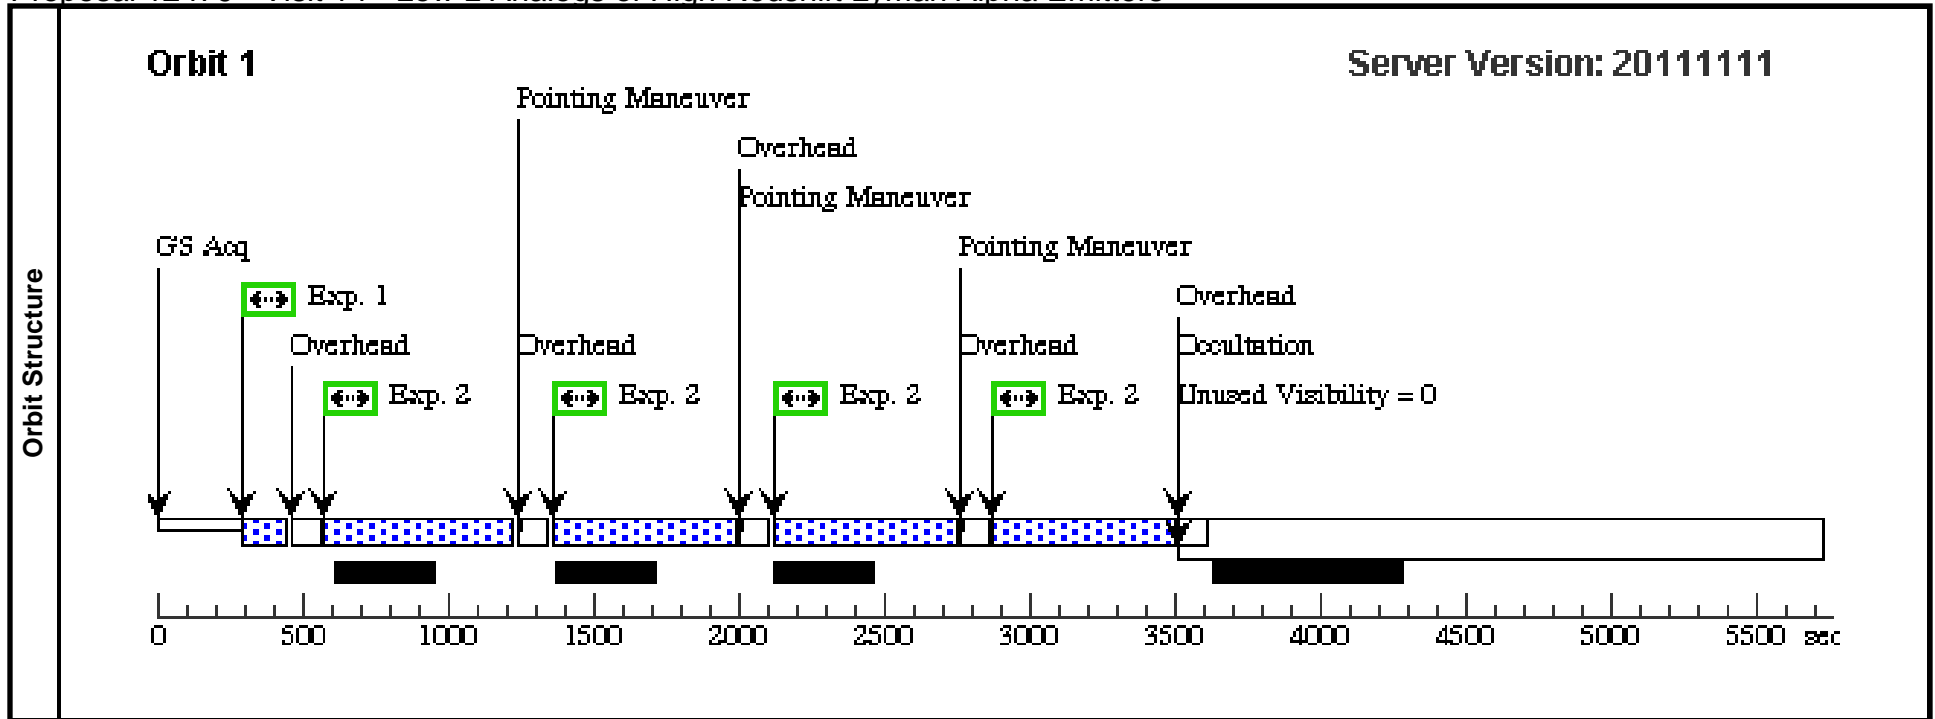 Orbit Structure
Orbit 1
Server Version: 20111111
Pointing Maneuver
Overhead
Pointing Maneuver
GS Acq
Pointing Maneuver
Exp. 1
Overhead
Overhead
Overhead
Overhead
Occultation
Exp. 2
Exp. 2
Exp. 2
Exp. 2
Unused Visibility = 0
0 500 1000 1500 2000 2500 3000 3500 4000 4500 5000 5500 sec